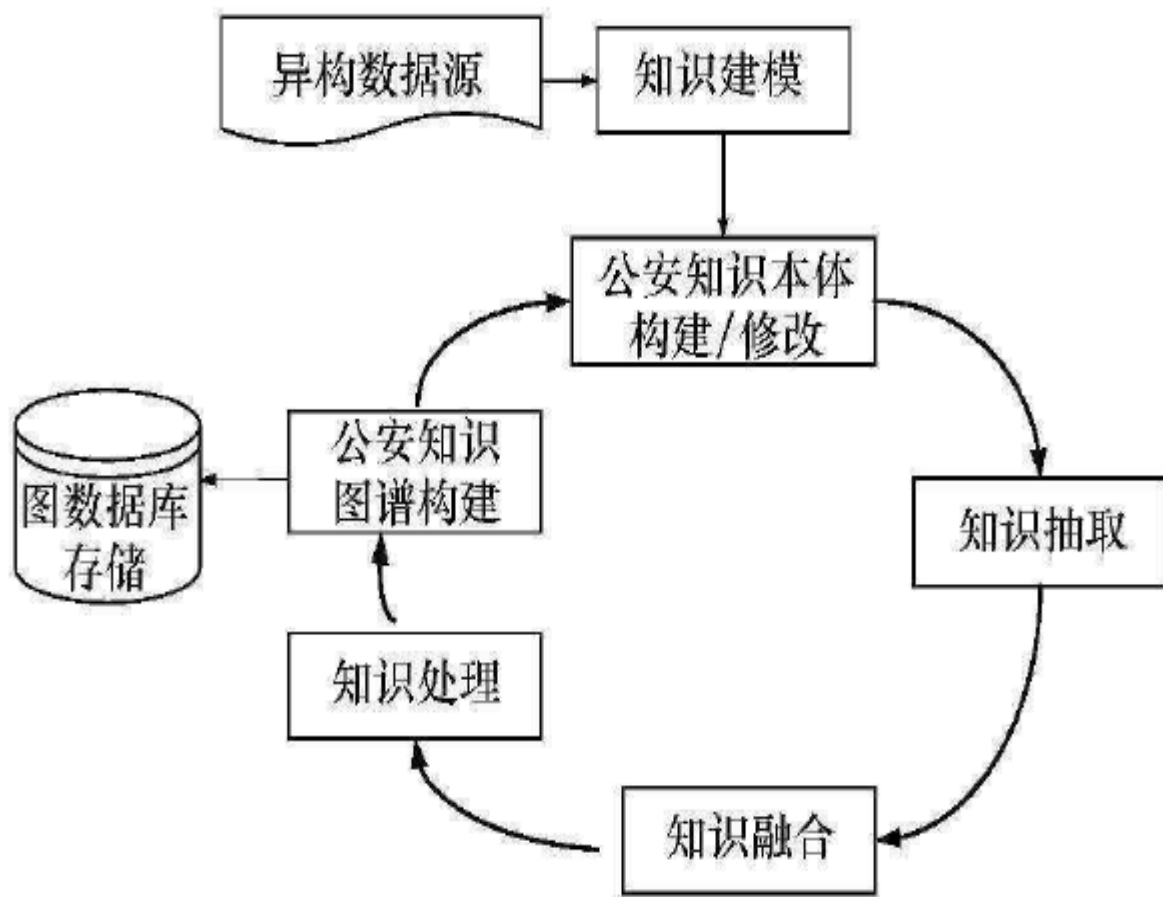 异构数据源
知识建模
公安知识本体
构建/修改
公安知识
图谱构建
图数据库
存储
知识抽取
知识处理
知识融合